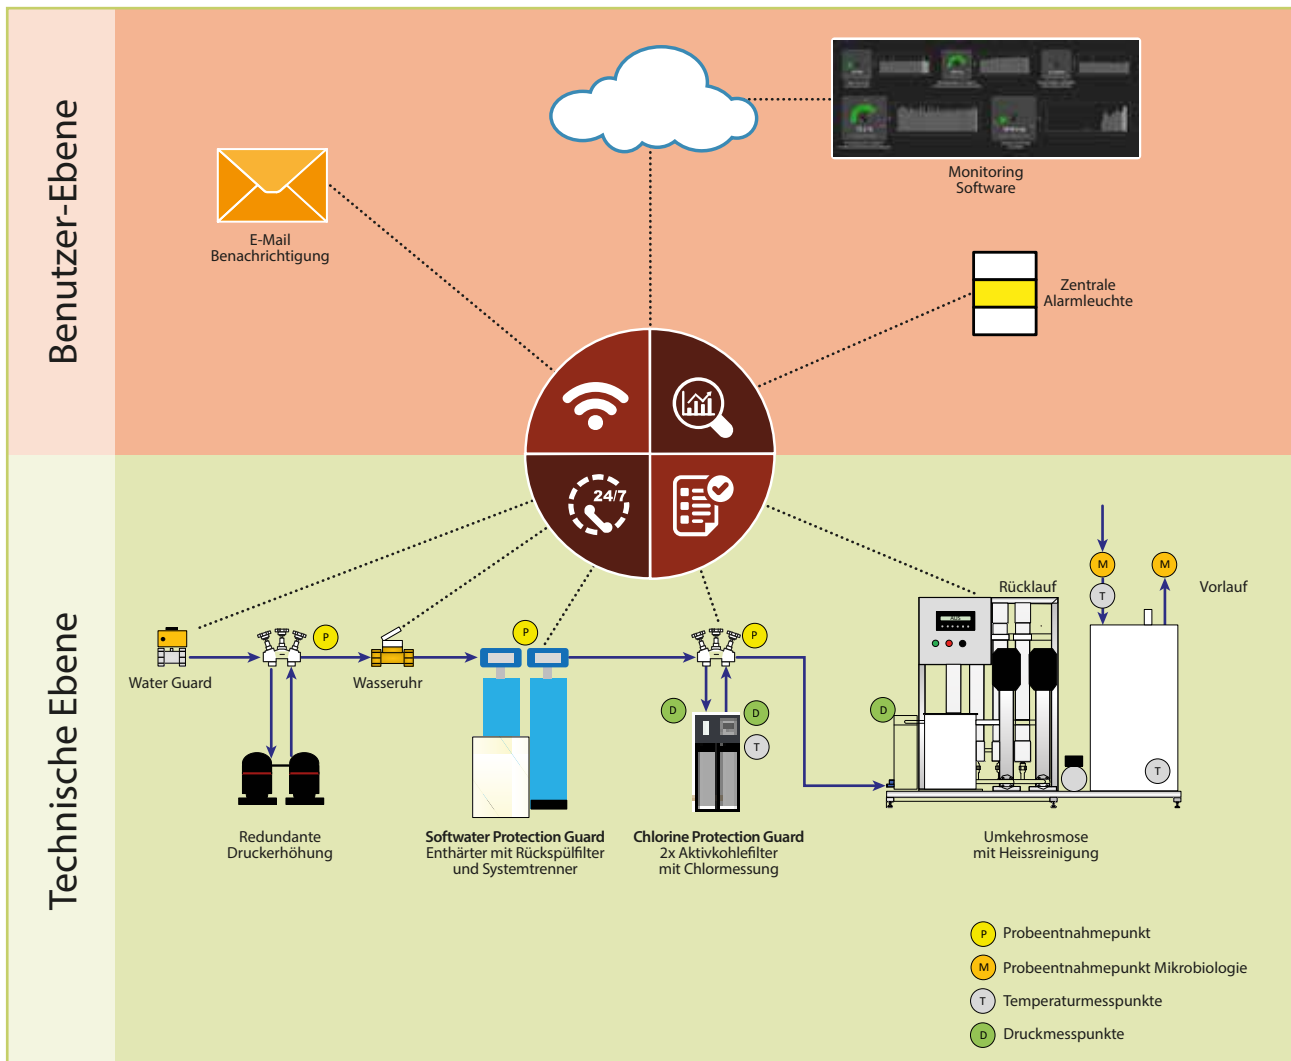 Benutzer-Ebene
Monitoring
Software
E-Mail
Benachrichtigung
Zentrale
Alarmleuchte
24/7
Technische Ebene
M
M
T
Rücklauf
Vorlauf
P
P
P
Water Guard
Wasseruhr
D
D
D
T
T
Redundante
Druckerhöhung
Softwater Protection Guard
Enthärter mit Rückspülfilter
und Systemtrenner
Chlorine Protection Guard
2x Aktivkohlefilter
mit Chlormessung
Umkehrosmose
mit Heissreinigung
P Probeentnahmepunkt
M Probeentnahmepunkt Mikrobiologie
T Temperaturmesspunkte
D Druckmesspunkte